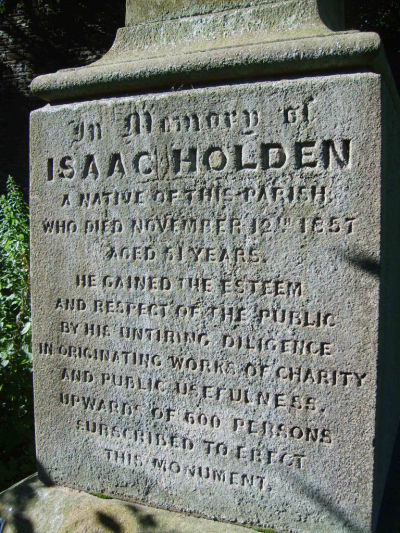 In Memory of
ISAAC HOLDEN
A NATIVE OF THIS PARISH,
WHO DIED NOVEMBER 12TH 1857
AGED 51 YEARS.
HE GAINED THE ESTEEM
AND RESPECT OF THE PUBLIC
BY HIS UNTIRING DILIGENCE
IN ORIGINATING WORKS OF CHARITY
AND PUBLIC USEFULNESS.
UPWARDS OF 600 PERSONS
SUBSCRIBED TO ERECT
THIS MONUMENT.